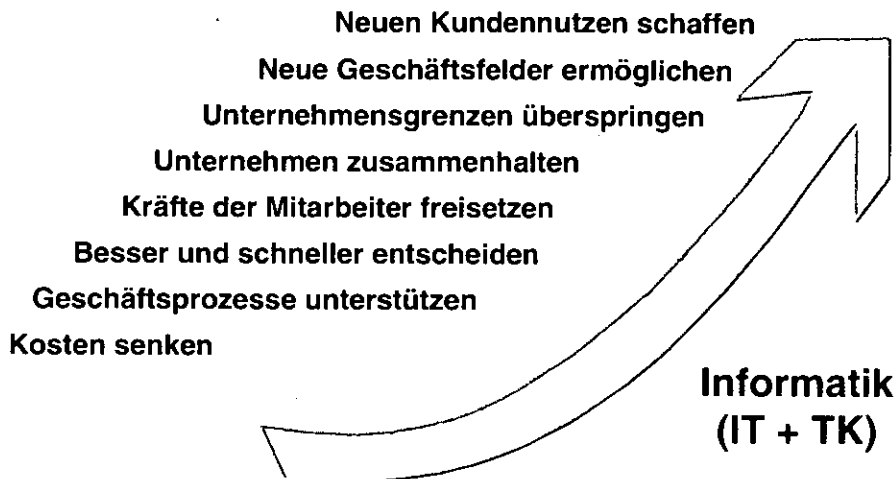 Neuen Kundennutzen schaffen
Neue Geschäftsfelder ermöglichen
Unternehmensgrenzen überspringen
Unternehmen zusammenhalten
Kräfte der Mitarbeiter freisetzen
Besser und schneller entscheiden
Geschäftsprozesse unterstützen
Kosten senken
Informatik
(IT + TK)